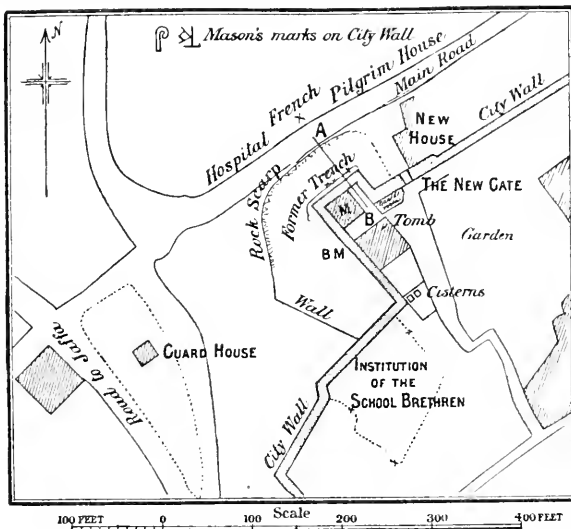 N
Mason's marks on City Wall
Hospital French Pilgrim House
Main Road
A
City Wall
NEW
HOUSE
Rock Scarp
Former Trench
THE NEW GATE
M
B
Tomb
Garden
BM
Cisterns
Wall
GUARD HOUSE
Road to Jaffa
INSTITUTION
OF THE
SCHOOL BRETHREN
City Wall
Scale
100 FEET 0 100 200 300 400 FEET